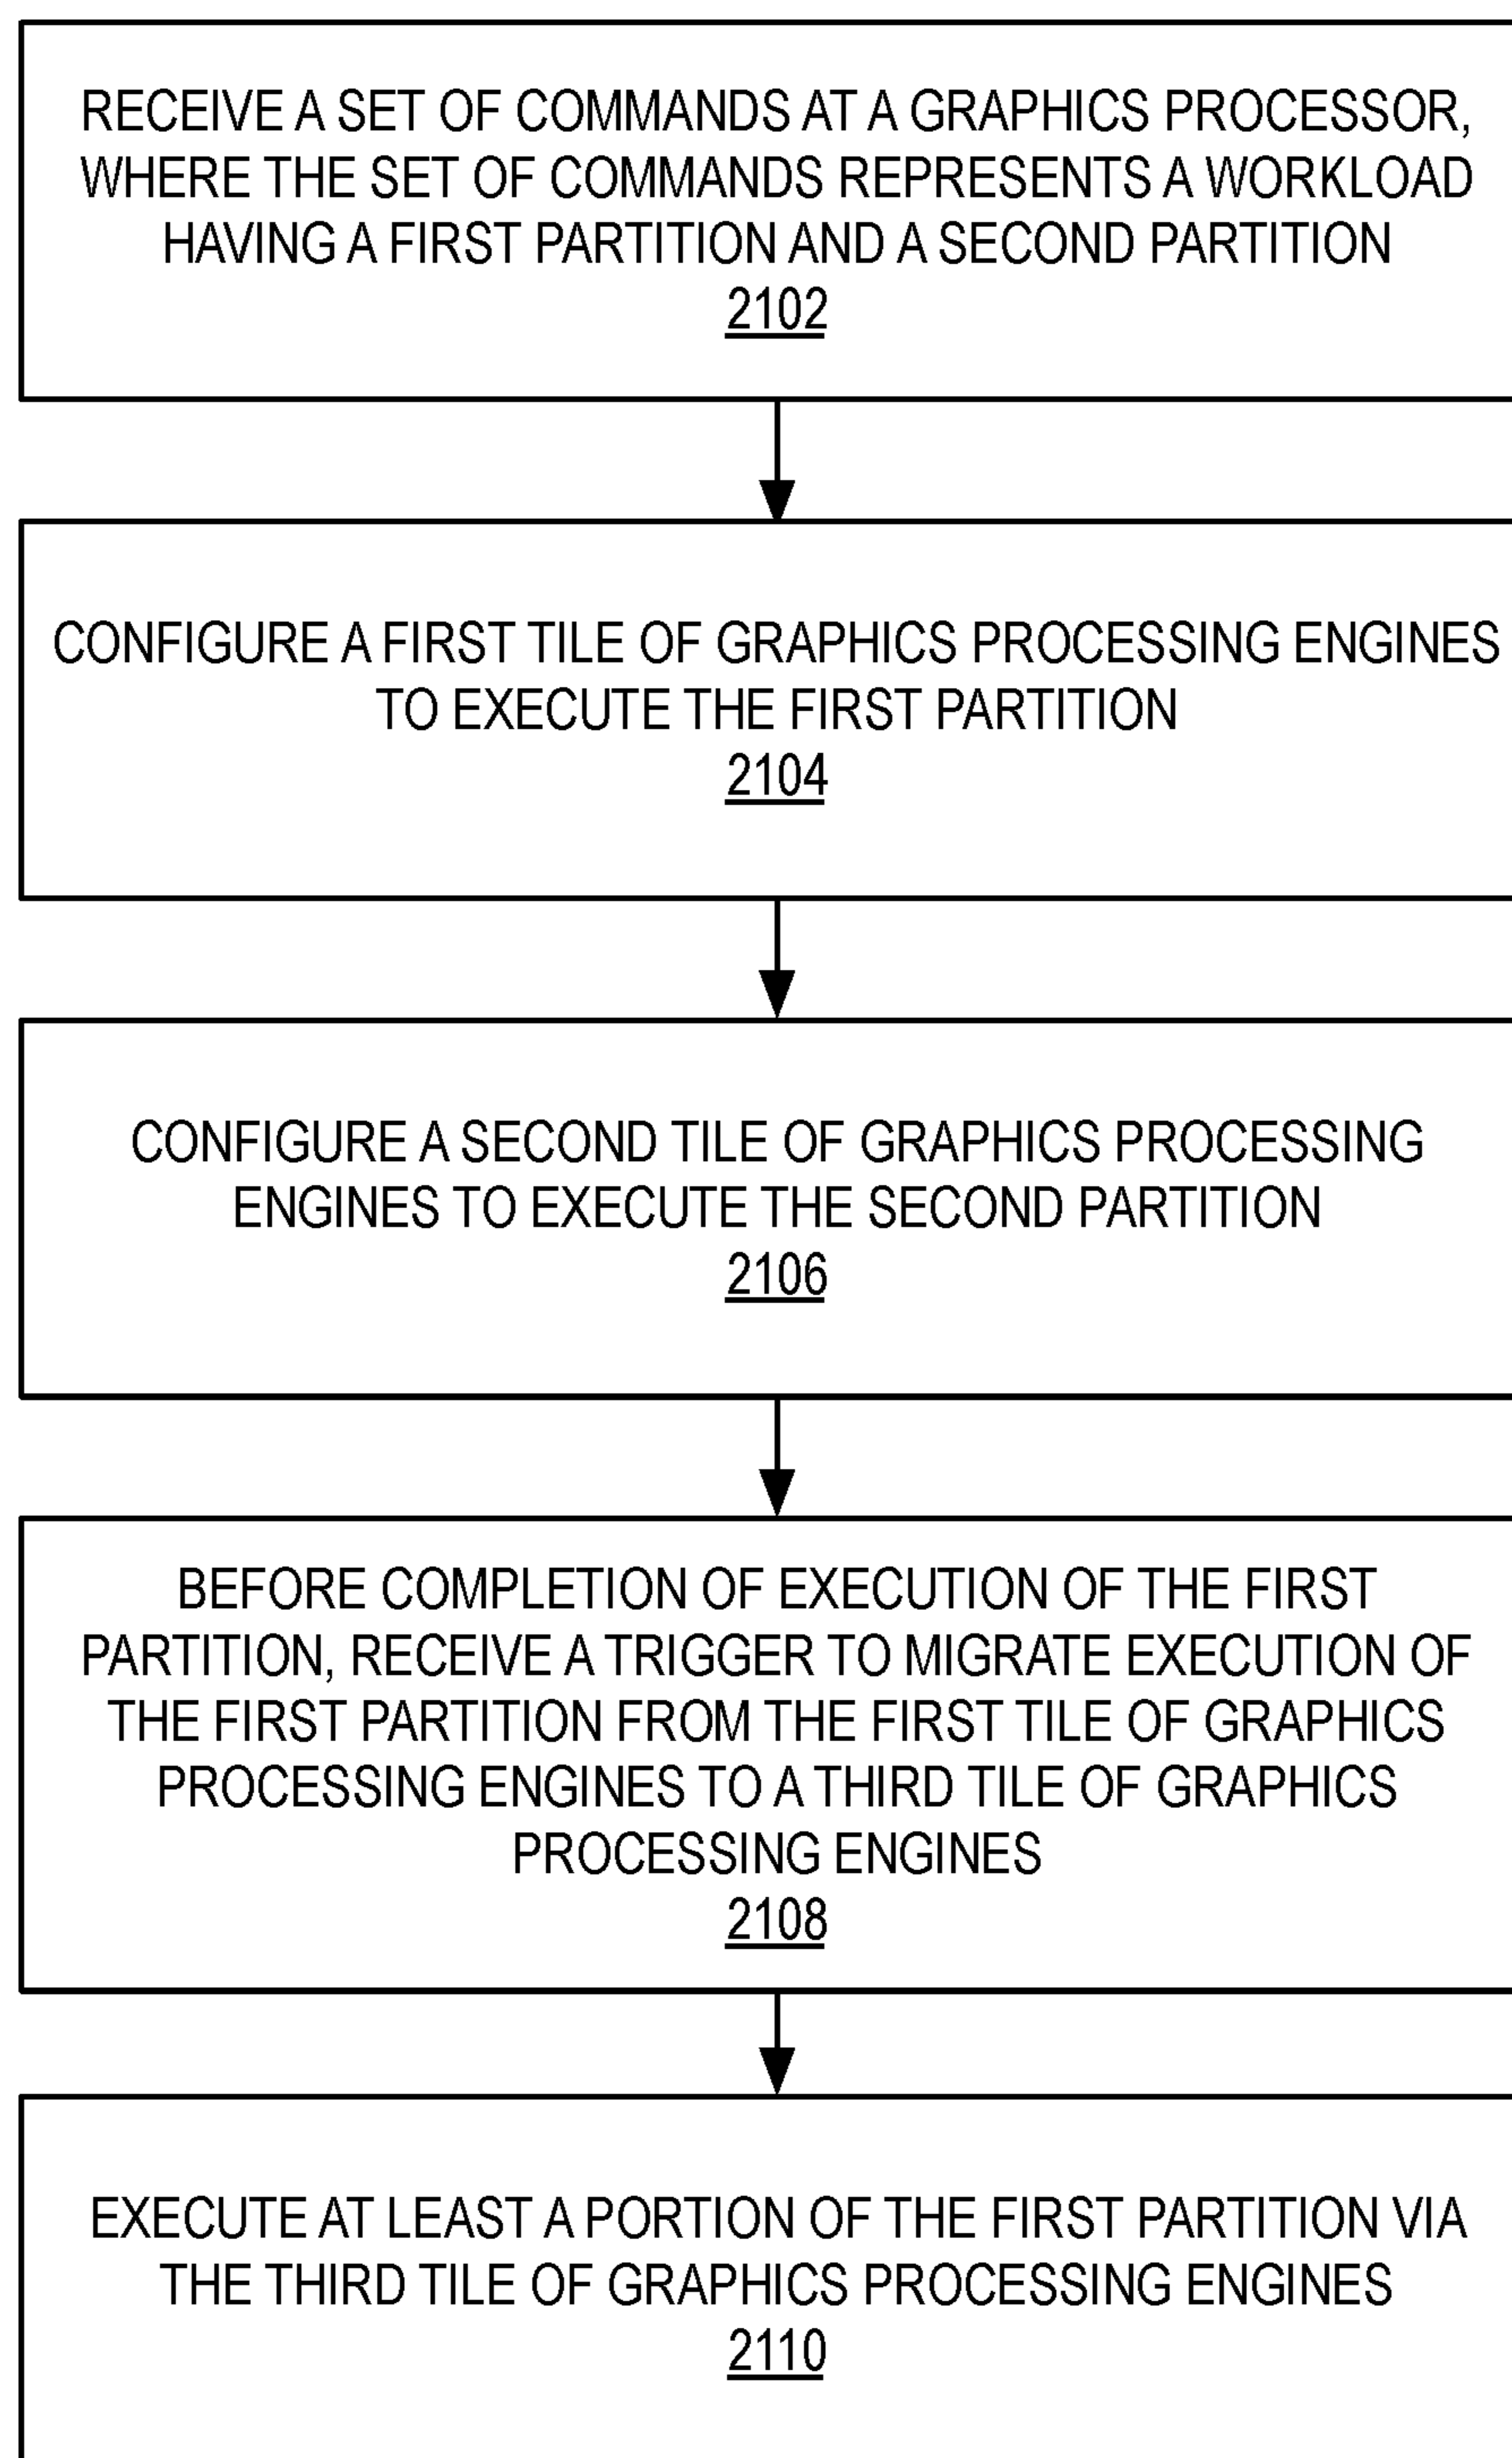 RECEIVE A SET OF COMMANDS AT A GRAPHICS PROCESSOR,
WHERE THE SET OF COMMANDS REPRESENTS A WORKLOAD
HAVING A FIRST PARTITION AND A SECOND PARTITION
2102
CONFIGURE A FIRST TILE OF GRAPHICS PROCESSING ENGINES
TO EXECUTE THE FIRST PARTITION
2104
CONFIGURE A SECOND TILE OF GRAPHICS PROCESSING
ENGINES TO EXECUTE THE SECOND PARTITION
2106
BEFORE COMPLETION OF EXECUTION OF THE FIRST
PARTITION, RECEIVE A TRIGGER TO MIGRATE EXECUTION OF
THE FIRST PARTITION FROM THE FIRST TILE OF GRAPHICS
PROCESSING ENGINES TO A THIRD TILE OF GRAPHICS
PROCESSING ENGINES
2108
EXECUTE AT LEAST A PORTION OF THE FIRST PARTITION VIA
THE THIRD TILE OF GRAPHICS PROCESSING ENGINES
2110